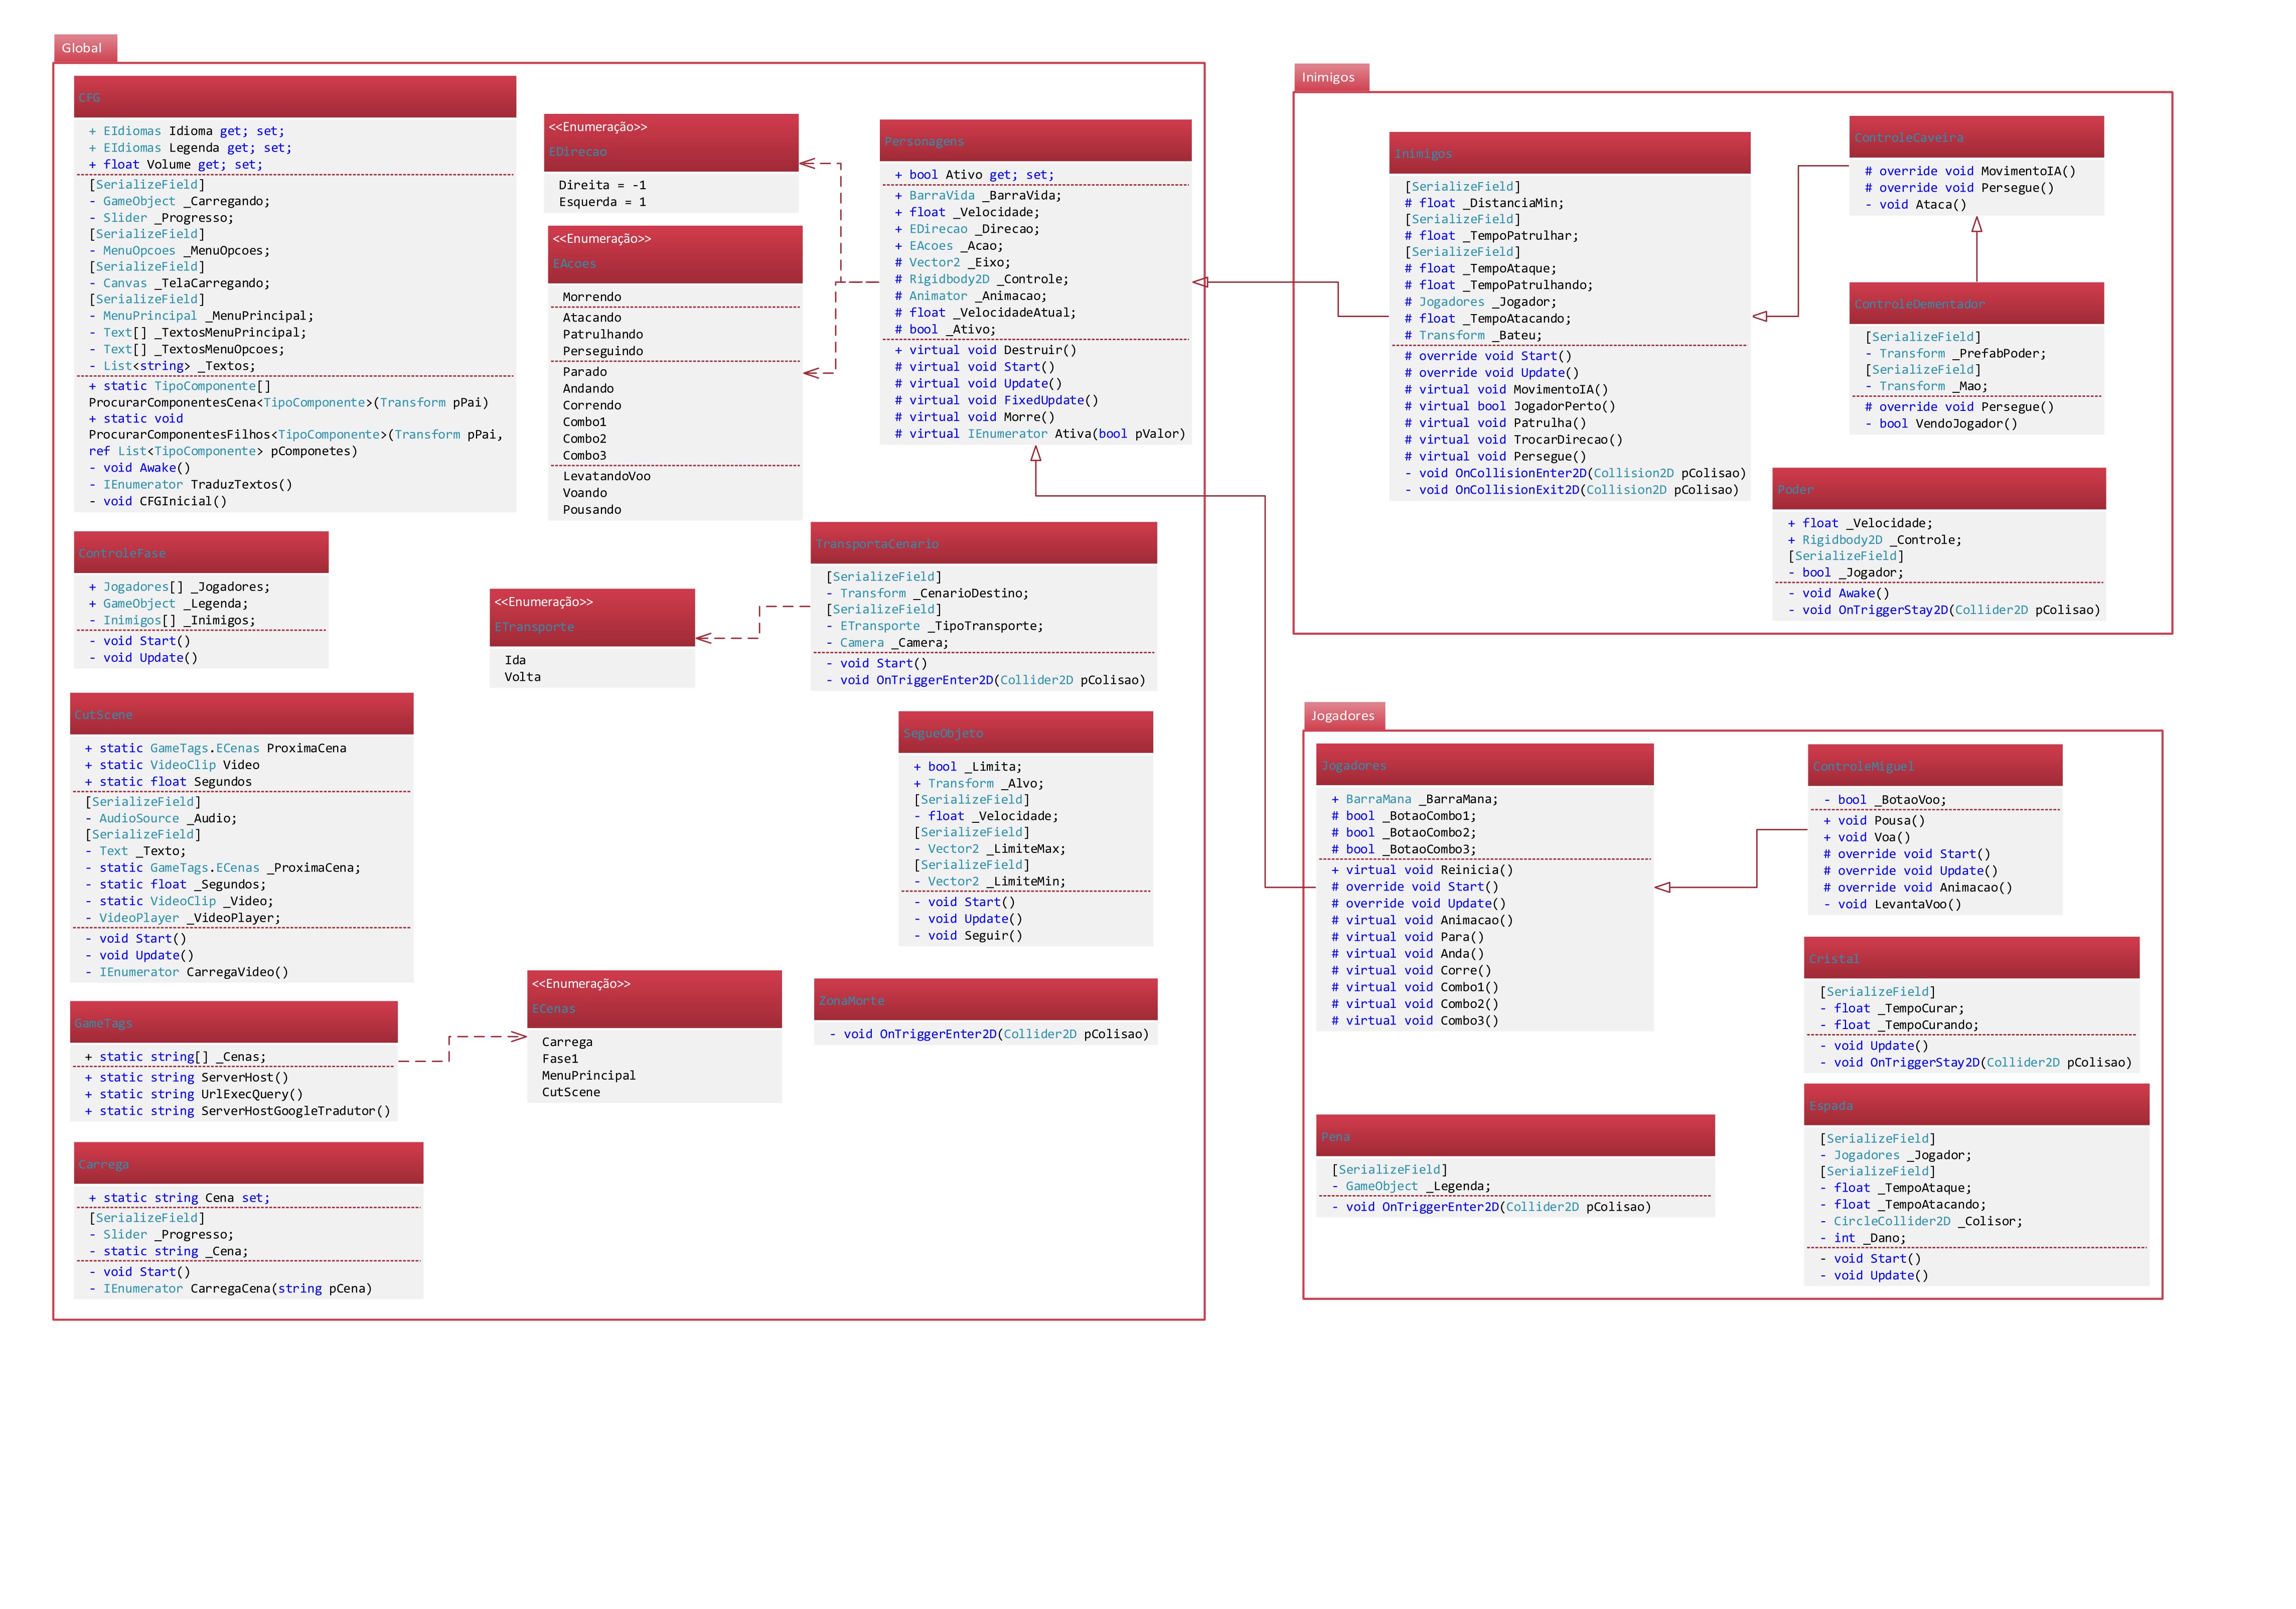 Global
CFG
+ EIdiomas Idioma get; set;
+ EIdiomas Legenda get; set;
+ float Volume get; set;
[SerializeField]
- GameObject _Carregando;
- Slider _Progresso;
[SerializeField]
- MenuOpcoes _MenuOpcoes;
[SerializeField]
- Canvas _TelaCarregando;
[SerializeField]
- MenuPrincipal _MenuPrincipal;
- Text[] _TextosMenuPrincipal;
- Text[] _TextosMenuOpcoes;
- List<string> _Textos;
+ static TipoComponente[]
ProcurarComponentesCena<TipoComponente>(Transform pPai)
+ static void
ProcurarComponentesFilhos<TipoComponente>(Transform pPai,
ref List<TipoComponente> pComponetes)
- void Awake()
- IEnumerator TraduzTextos()
- void CFGInicial()
<<Enumeração>>
EDirecao
Direita = -1
Esquerda = 1
<<Enumeração>>
EAcoes
Morrendo
Atacando
Patrulhando
Perseguindo
Parado
Andando
Correndo
Combo1
Combo2
Combo3
LevatandoVoo
Voando
Pousando
Personagens
+ bool Ativo get; set;
+ BarraVida _BarraVida;
+ float _Velocidade;
+ EDirecao _Direcao;
+ EAcoes _Acao;
# Vector2 _Eixo;
# Rigidbody2D _Controle;
# Animator _Animacao;
# float _VelocidadeAtual;
# bool _Ativo;
+ virtual void Destruir()
# virtual void Start()
# virtual void Update()
# virtual void FixedUpdate()
# virtual void Morre()
# virtual IEnumerator Ativa(bool pValor)
ControleFase
+ Jogadores[] _Jogadores;
+ GameObject _Legenda;
- Inimigos[] _Inimigos;
- void Start()
- void Update()
<<Enumeração>>
ETransporte
Ida
Volta
TransportaCenario
[SerializeField]
- Transform _CenarioDestino;
[SerializeField]
- ETransporte _TipoTransporte;
- Camera _Camera;
- void Start()
- void OnTriggerEnter2D(Collider2D pColisao)
CutScene
+ static GameTags.ECenas ProximaCena
+ static VideoClip Video
+ static float Segundos
[SerializeField]
- AudioSource _Audio;
[SerializeField]
- Text _Texto;
- static GameTags.ECenas _ProximaCena;
- static float _Segundos;
- static VideoClip _Video;
- VideoPlayer _VideoPlayer;
- void Start()
- void Update()
- IEnumerator CarregaVideo()
SegueObjeto
+ bool _Limita;
+ Transform _Alvo;
[SerializeField]
- float _Velocidade;
[SerializeField]
- Vector2 _LimiteMax;
[SerializeField]
- Vector2 _LimiteMin;
- void Start()
- void Update()
- void Seguir()
GameTags
+ static string[] _Cenas;
+ static string ServerHost()
+ static string UrlExecQuery()
+ static string ServerHostGoogleTradutor()
<<Enumeração>>
ECenas
Carrega
Fase1
MenuPrincipal
CutScene
ZonaMorte
- void OnTriggerEnter2D(Collider2D pColisao)
Carrega
+ static string Cena set;
[SerializeField]
- Slider _Progresso;
- static string _Cena;
- void Start()
- IEnumerator CarregaCena(string pCena)
Inimigos
Inimigos
[SerializeField]
# float _DistanciaMin;
[SerializeField]
# float _TempoPatrulhar;
[SerializeField]
# float _TempoAtaque;
# float _TempoPatrulhando;
# Jogadores _Jogador;
# float _TempoAtacando;
# Transform _Bateu;
# override void Start()
# override void Update()
# virtual void MovimentoIA()
# virtual bool JogadorPerto()
# virtual void Patrulha()
# virtual void TrocarDirecao()
# virtual void Persegue()
- void OnCollisionEnter2D(Collision2D pColisao)
- void OnCollisionExit2D(Collision2D pColisao)
ControleCaveira
# override void MovimentoIA()
# override void Persegue()
- void Ataca()
ControleDementador
[SerializeField]
- Transform _PrefabPoder;
[SerializeField]
- Transform _Mao;
# override void Persegue()
- bool VendoJogador()
Poder
+ float _Velocidade;
+ Rigidbody2D _Controle;
[SerializeField]
- bool _Jogador;
- void Awake()
- void OnTriggerStay2D(Collider2D pColisao)
Jogadores
Jogadores
+ BarraMana _BarraMana;
# bool _BotaoCombo1;
# bool _BotaoCombo2;
# bool _BotaoCombo3;
+ virtual void Reinicia()
# override void Start()
# override void Update()
# virtual void Animacao()
# virtual void Para()
# virtual void Anda()
# virtual void Corre()
# virtual void Combo1()
# virtual void Combo2()
# virtual void Combo3()
ControleMiguel
- bool _BotaoVoo;
+ void Pousa()
+ void Voa()
# override void Start()
# override void Update()
# override void Animacao()
- void LevantaVoo()
Cristal
[SerializeField]
- float _TempoCurar;
- float _TempoCurando;
- void Update()
- void OnTriggerStay2D(Collider2D pColisao)
Pena
[SerializeField]
- GameObject _Legenda;
- void OnTriggerEnter2D(Collider2D pColisao)
Espada
[SerializeField]
- Jogadores _Jogador;
[SerializeField]
- float _TempoAtaque;
- float _TempoAtacando;
- CircleCollider2D _Colisor;
- int _Dano;
- void Start()
- void Update()